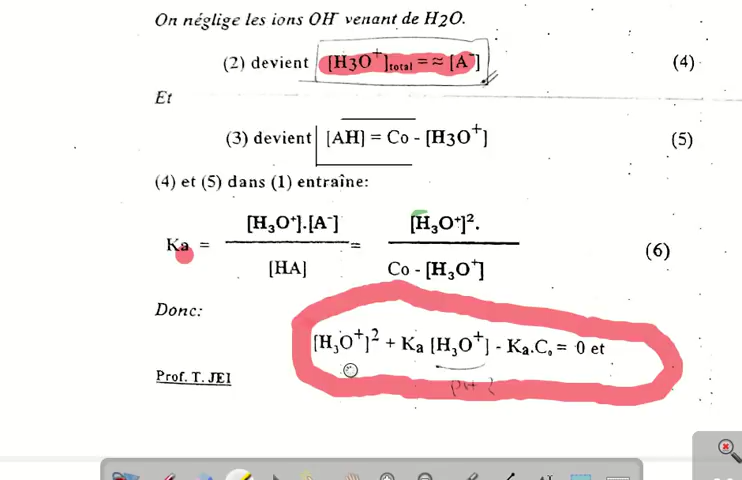 On néglige les ions OH⁻ venant de H2O.
(2) devient [H3O⁺]total = ≈ [A⁻] (4)
Et
(3) devient [AH] = Co - [H3O⁺] (5)
(4) et (5) dans (1) entraîne:
Ka = [H₃O⁺].[A⁻] / [HA] = [H₃O⁺]². / Co - [H₃O⁺] (6)
Donc:
[H₃O⁺]² + Ka [H₃O⁺] - Ka.C₀ = 0 et
Prof. T. JEI